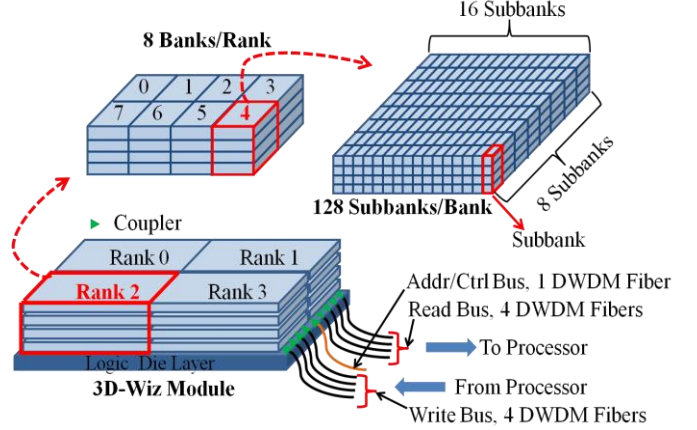 16 Subbanks
8 Banks/Rank
0 1 2 3
7 6 5 4
8 Subbanks
128 Subbanks/Bank
Subbank
Coupler
Rank 0 Rank 1
Rank 2 Rank 3
Addr/Ctrl Bus, 1 DWDM Fiber
Read Bus, 4 DWDM Fibers
To Processor
Logic Die Layer
3D-Wiz Module
From Processor
Write Bus, 4 DWDM Fibers